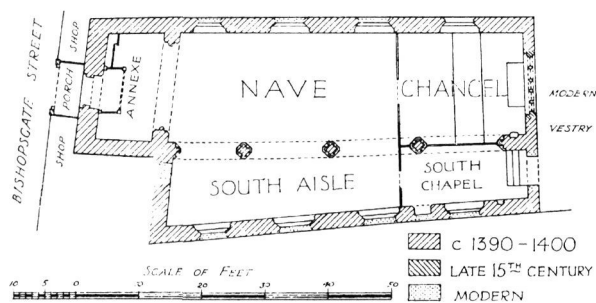 BISHOPSGATE STREET
SHOP
PORCH
SHOP
ANNEXE
NAVE
CHANCEL
MODERN
VESTRY
SOUTH AISLE
SOUTH
CHAPEL
C 1390-1400
LATE 15TH CENTURY
MODERN
SCALE OF FEET
10 5 0 10 20 30 40 50